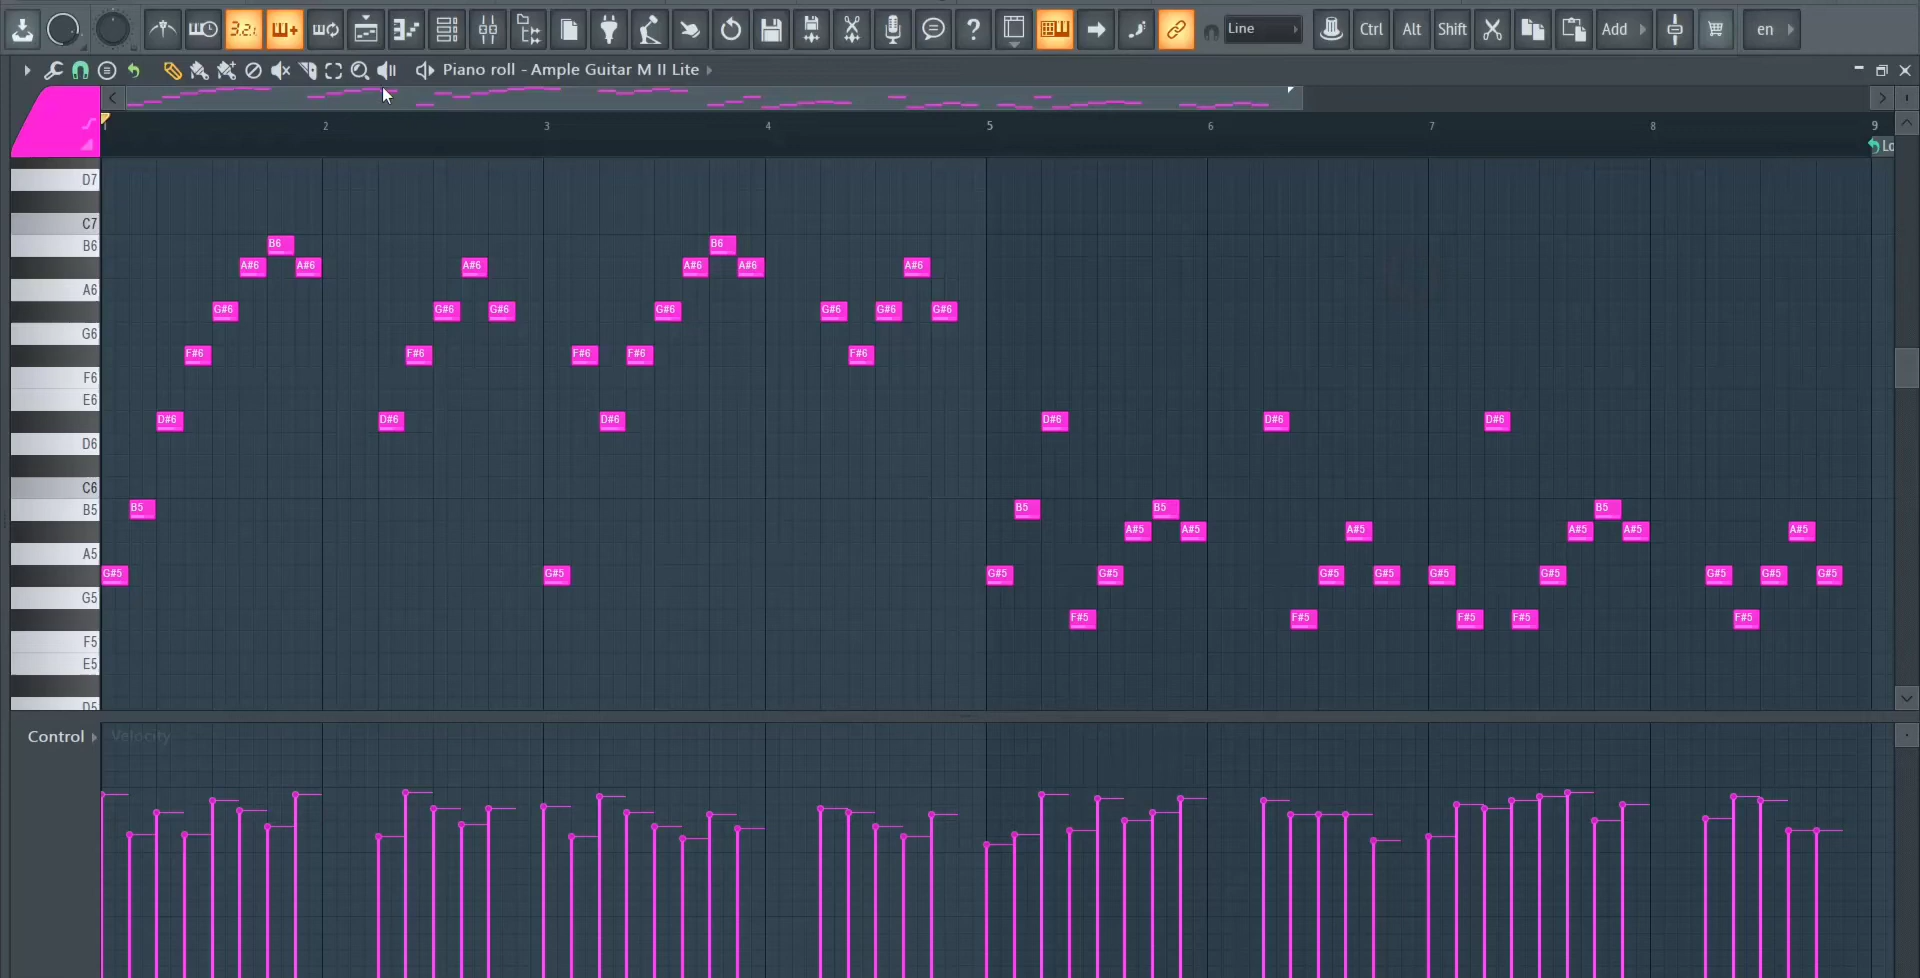 3.2.
Line
Ctrl
Alt
Shift
Add
en
Piano roll - Ample Guitar M II Lite
1 2 3 4 5 6 7 8 9
Lo
D7
C7
B6 B6 B6
A#6 A#6 A#6 A#6 A#6 A#6
A6
G#6 G#6 G#6 G#6 G#6 G#6 G#6
G6
F#6 F#6 F#6 F#6 F#6
F6
E6
D#6 D#6 D#6 D#6 D#6 D#6
D6
C6
B5 B5 B5 B5 B5
A#5 A#5 A#5 A#5 A#5 A#5
A5
G#5 G#5 G#5 G#5 G#5 G#5 G#5 G#5 G#5 G#5 G#5
G5
F#5 F#5 F#5 F#5 F#5
F5
E5
D5
Control Velocity